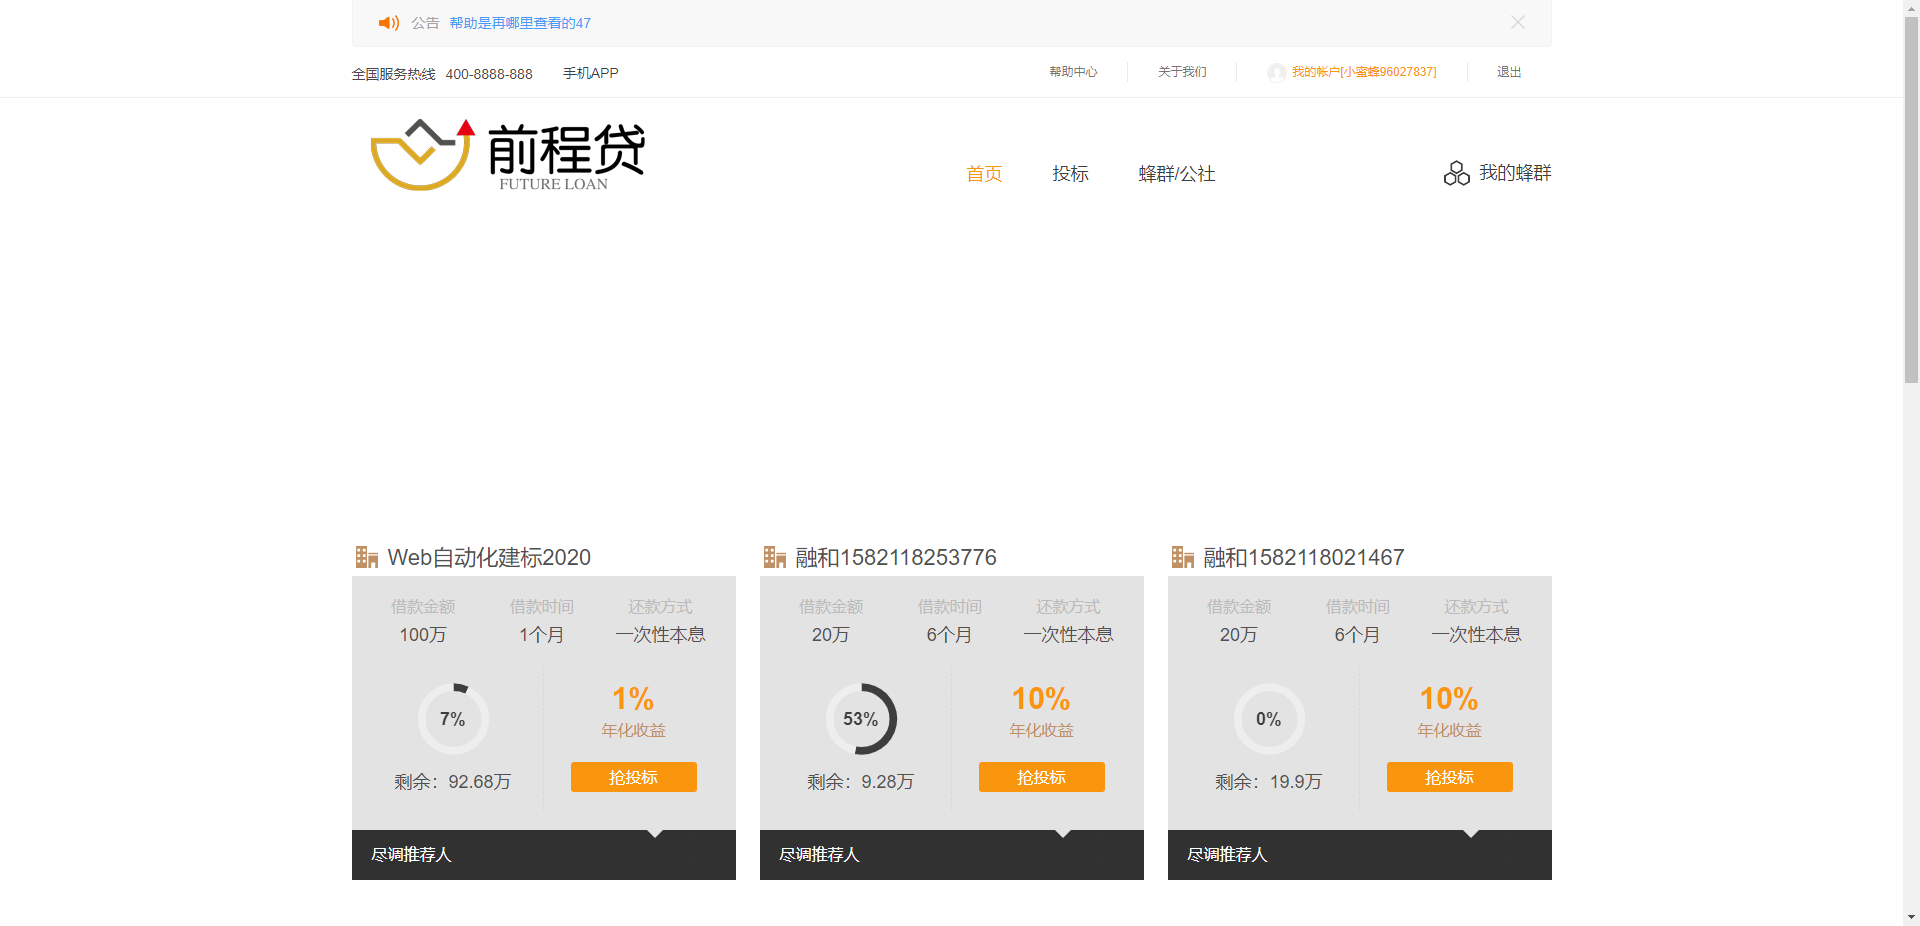 公告 帮助是再哪里查看的47
全国服务热线 400-8888-888 手机APP 帮助中心 关于我们 我的帐户[小蜜蜂96027837] 退出
前程贷
FUTURE LOAN
首页 投标 蜂群/公社 我的蜂群
Web自动化建标2020
借款金额 借款时间 还款方式
100万 1个月 一次性本息
7%
1%
年化收益
剩余：92.68万
抢投标
尽调推荐人
融和1582118253776
借款金额 借款时间 还款方式
20万 6个月 一次性本息
53%
10%
年化收益
剩余：9.28万
抢投标
尽调推荐人
融和1582118021467
借款金额 借款时间 还款方式
20万 6个月 一次性本息
0%
10%
年化收益
剩余：19.9万
抢投标
尽调推荐人